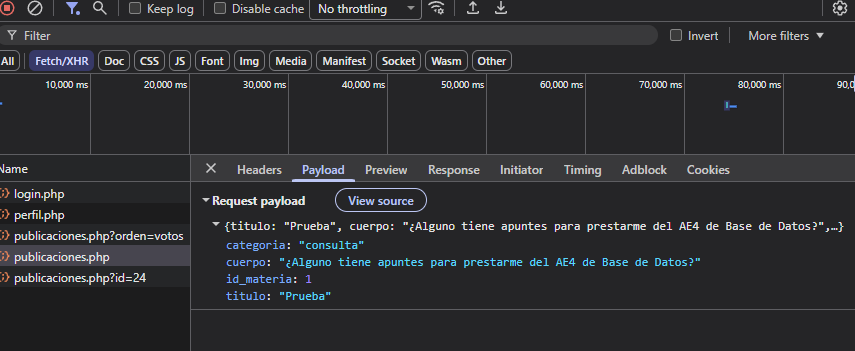 Keep log Disable cache No throttling
Filter Invert More filters
All Fetch/XHR Doc CSS JS Font Img Media Manifest Socket Wasm Other
10,000 ms 20,000 ms 30,000 ms 40,000 ms 50,000 ms 60,000 ms 70,000 ms 80,000 ms 90,0
Name
login.php
perfil.php
publicaciones.php?orden=votos
publicaciones.php
publicaciones.php?id=24
Headers Payload Preview Response Initiator Timing Adblock Cookies
Request payload View source
{titulo: "Prueba", cuerpo: "¿Alguno tiene apuntes para prestarme del AE4 de Base de Datos?",…}
categoria: "consulta"
cuerpo: "¿Alguno tiene apuntes para prestarme del AE4 de Base de Datos?"
id_materia: 1
titulo: "Prueba"